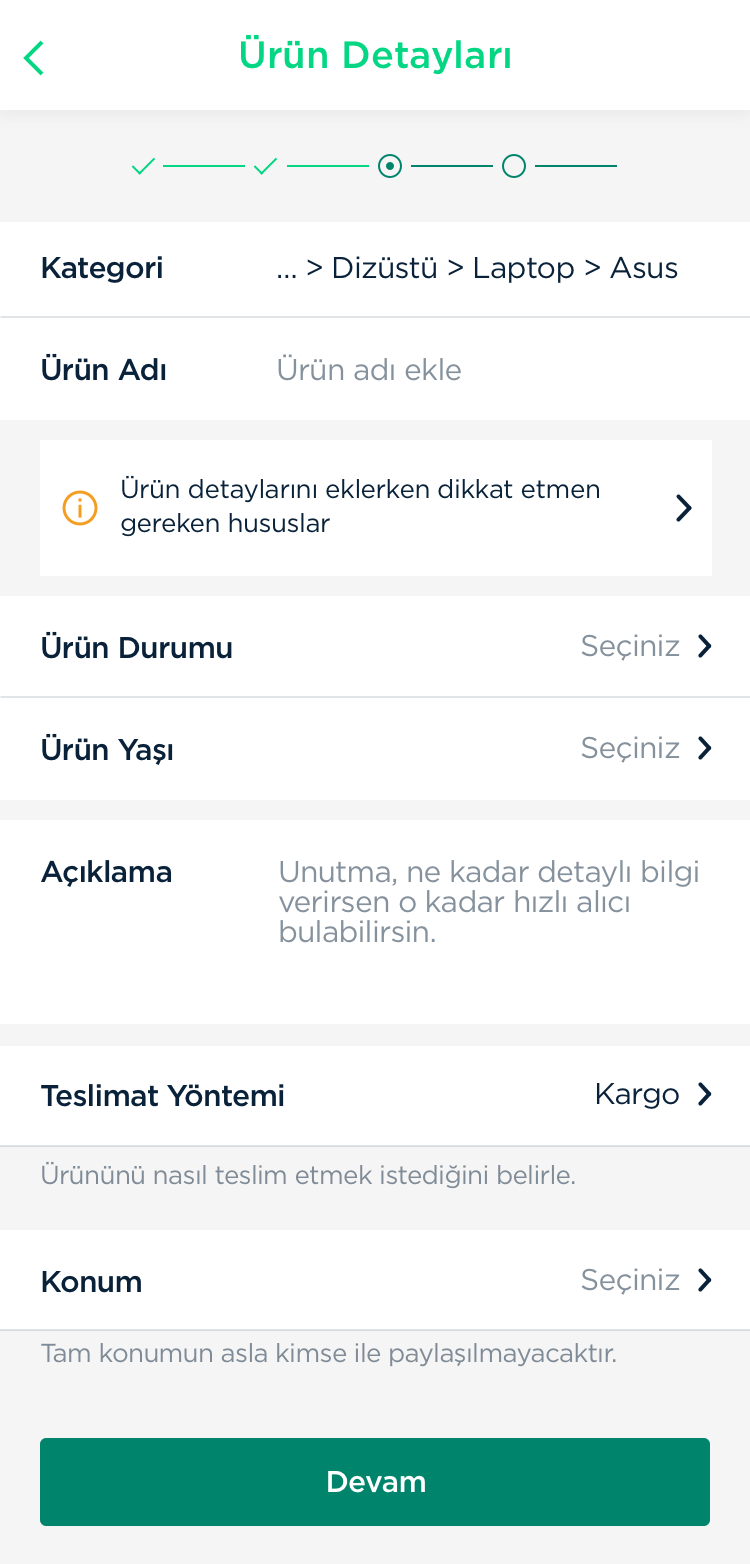 Ürün Detayları
Kategori ... > Dizüstü > Laptop > Asus
Ürün Adı Ürün adı ekle
Ürün detaylarını eklerken dikkat etmen
gereken hususlar
Ürün Durumu Seçiniz
Ürün Yaşı Seçiniz
Açıklama Unutma, ne kadar detaylı bilgi
verirsen o kadar hızlı alıcı
bulabilirsin.
Teslimat Yöntemi Kargo
Ürününü nasıl teslim etmek istediğini belirle.
Konum Seçiniz
Tam konumun asla kimse ile paylaşılmayacaktır.
Devam